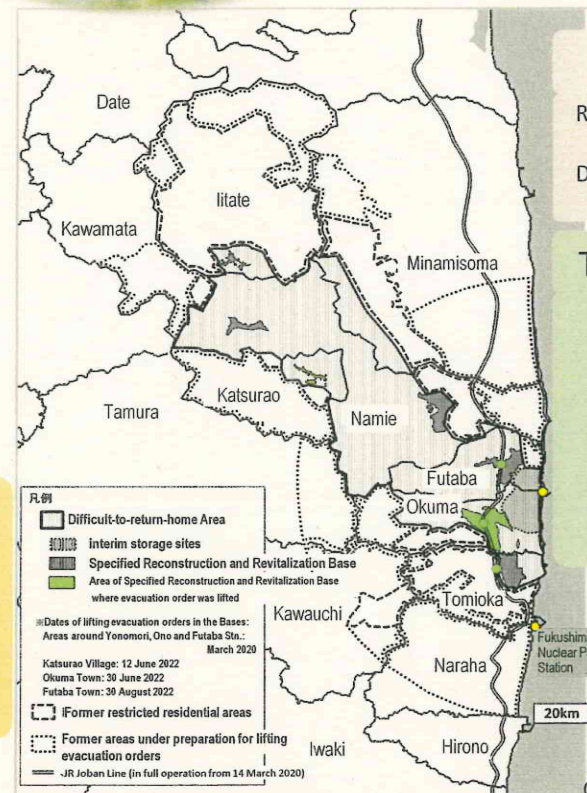 Date
Iitate
Kawamata
Minamisoma
Katsurao
Tamura
Namie
Futaba
Okuma
Tomioka
Kawauchi
Naraha
Iwaki
Hirono
Fukushim
Nuclear P
Station
20km
R
D
T
凡例
Difficult-to-return-home Area
interim storage sites
Specified Reconstruction and Revitalization Base
Area of Specified Reconstruction and Revitalization Base
where evacuation order was lifted
※Dates of lifting evacuation orders in the Bases:
Areas around Yonomori, Ono and Futaba Stn.:
March 2020
Katsurao Village: 12 June 2022
Okuma Town: 30 June 2022
Futaba Town: 30 August 2022
Former restricted residential areas
Former areas under preparation for lifting
evacuation orders
JR Joban Line (in full operation from 14 March 2020)